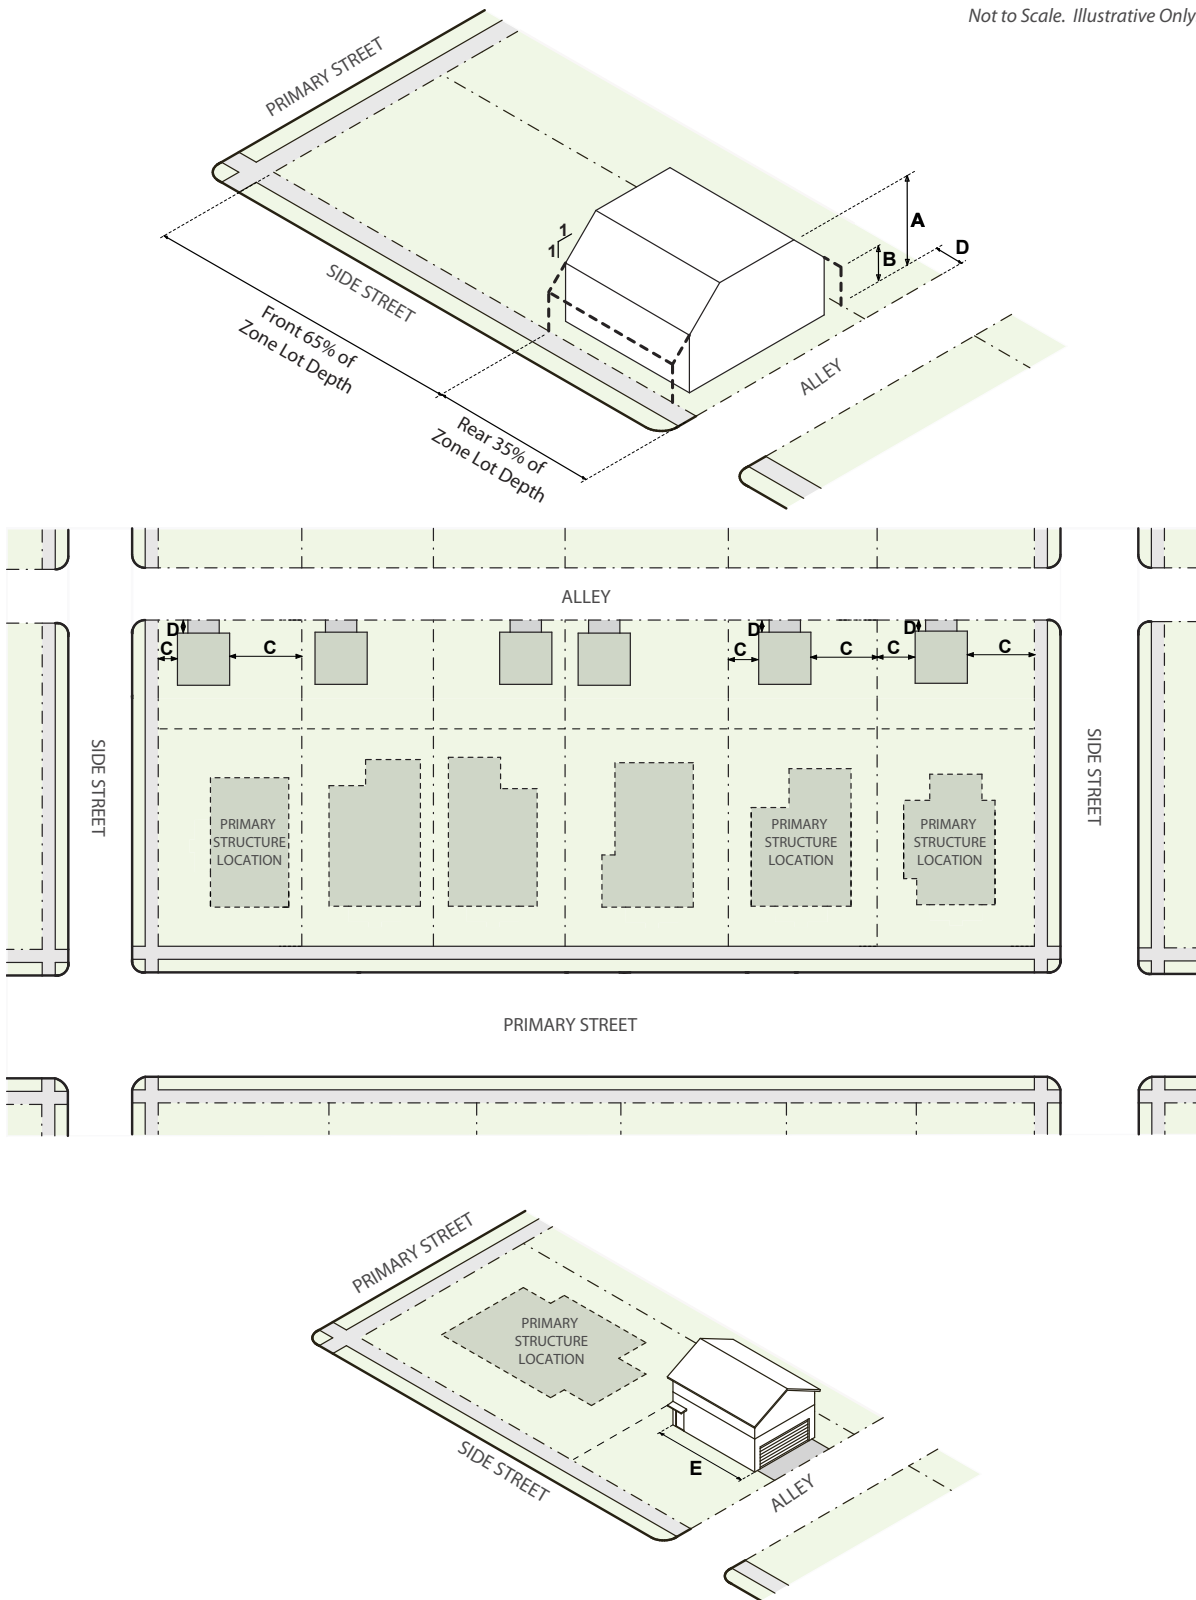 Not to Scale. Illustrative Only
PRIMARY STREET
A
B
D
1
1
SIDE STREET
Front 65% of
Zone Lot Depth
ALLEY
Rear 35% of
Zone Lot Depth
ALLEY
D
C
C
D
C
C
D
C
C
SIDE STREET
SIDE STREET
PRIMARY
STRUCTURE
LOCATION
PRIMARY
STRUCTURE
LOCATION
PRIMARY
STRUCTURE
LOCATION
PRIMARY STREET
PRIMARY STREET
PRIMARY
STRUCTURE
LOCATION
SIDE STREET
E
ALLEY